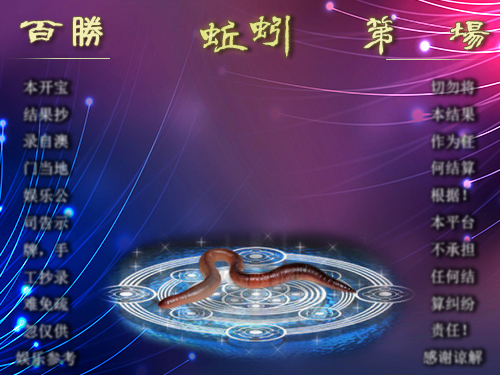 百勝 蚯蚓 第 場
本开宝
结果抄
录自澳
门当地
娱乐公
司告示
牌，手
工抄录
难免疏
忽仅供
娱乐参考
切勿将
本结果
作为任
何结算
根据！
本平台
不承担
任何结
算纠纷
责任！
感谢谅解